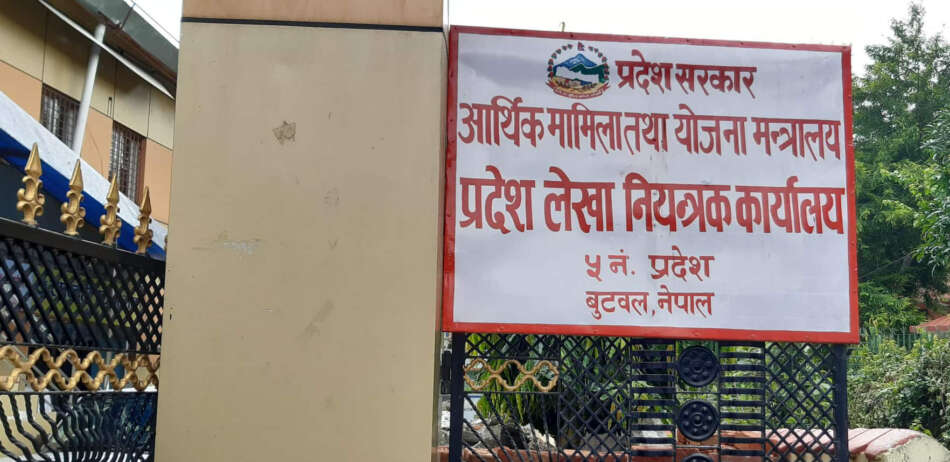 प्रदेश सरकार
आर्थिक मामिला तथा योजना मन्त्रालय
प्रदेश लेखा नियन्त्रक कार्यालय
५ नं. प्रदेश
बुटवल, नेपाल